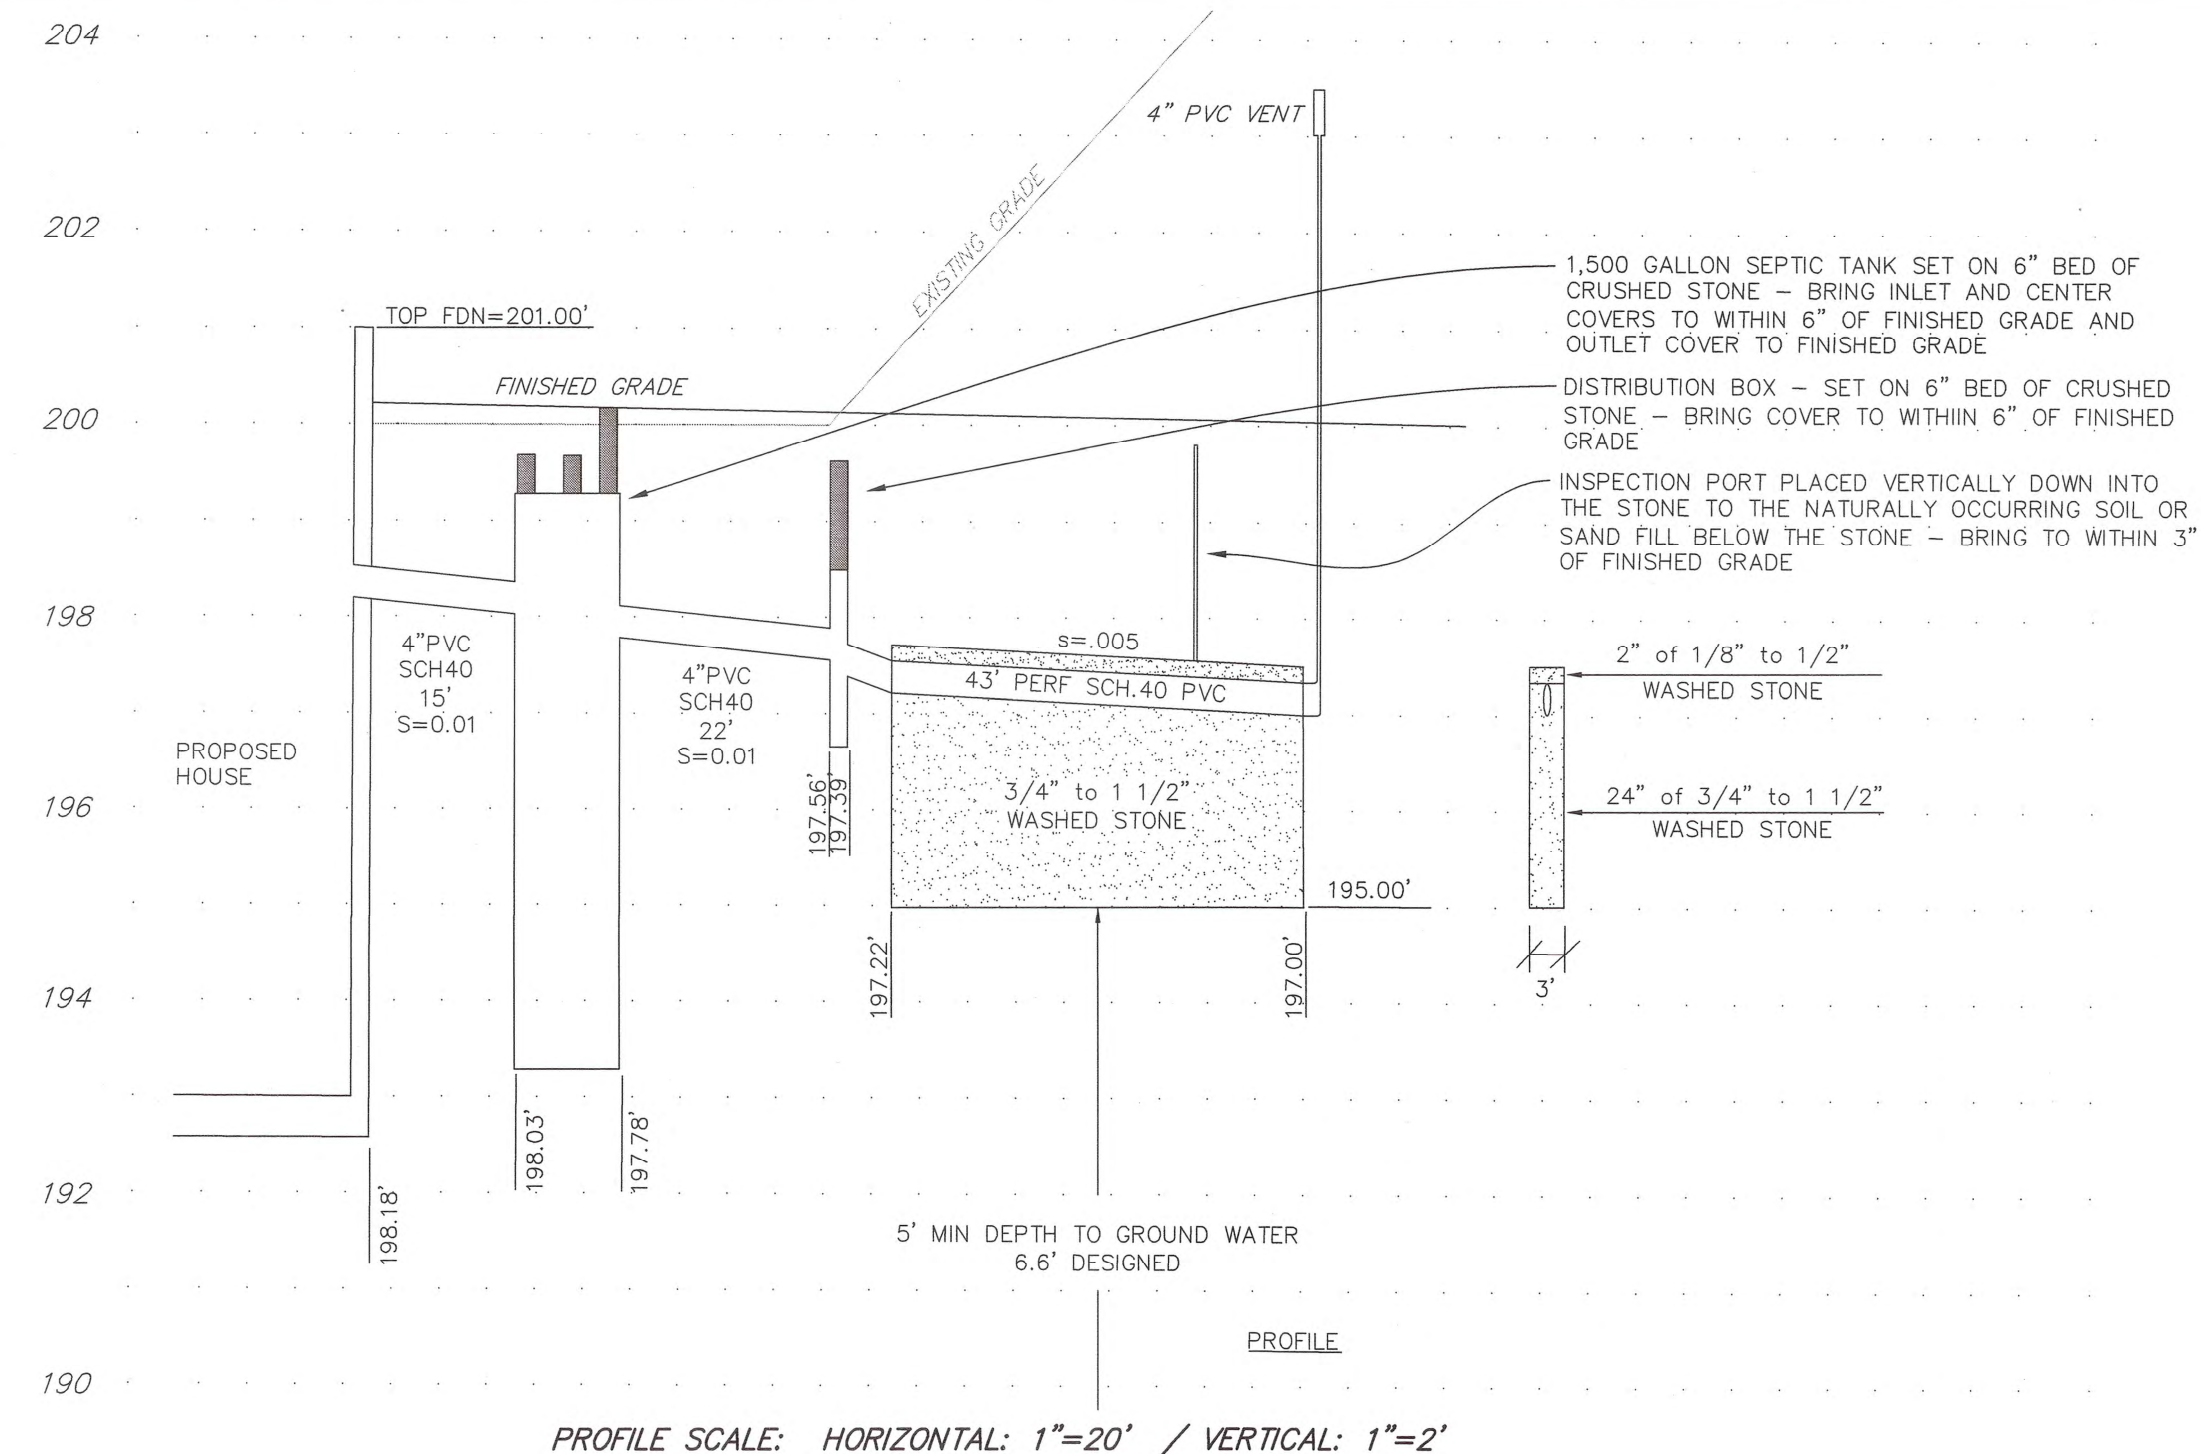 204
4" PVC VENT
EXISTING GRADE
202
1,500 GALLON SEPTIC TANK SET ON 6" BED OF
CRUSHED STONE – BRING INLET AND CENTER
COVERS TO WITHIN 6" OF FINISHED GRADE AND
OUTLET COVER TO FINISHED GRADE
TOP FDN=201.00'
FINISHED GRADE
200
DISTRIBUTION BOX – SET ON 6" BED OF CRUSHED
STONE – BRING COVER TO WITHIIN 6" OF FINISHED
GRADE
INSPECTION PORT PLACED VERTICALLY DOWN INTO
THE STONE TO THE NATURALLY OCCURRING SOIL OR
SAND FILL BELOW THE STONE – BRING TO WITHIN 3"
OF FINISHED GRADE
198
4"PVC
SCH40
15'
S=0.01
4"PVC
SCH40
22'
S=0.01
s=.005
43' PERF SCH.40 PVC
2" of 1/8" to 1/2"
WASHED STONE
PROPOSED
HOUSE
196
197.56'
197.39'
3/4" to 1 1/2"
WASHED STONE
24" of 3/4" to 1 1/2"
WASHED STONE
195.00'
197.22'
197.00'
3'
194
198.03'
197.78'
192
198.18'
5' MIN DEPTH TO GROUND WATER
6.6' DESIGNED
PROFILE
190
PROFILE SCALE: HORIZONTAL: 1"=20' / VERTICAL: 1"=2'